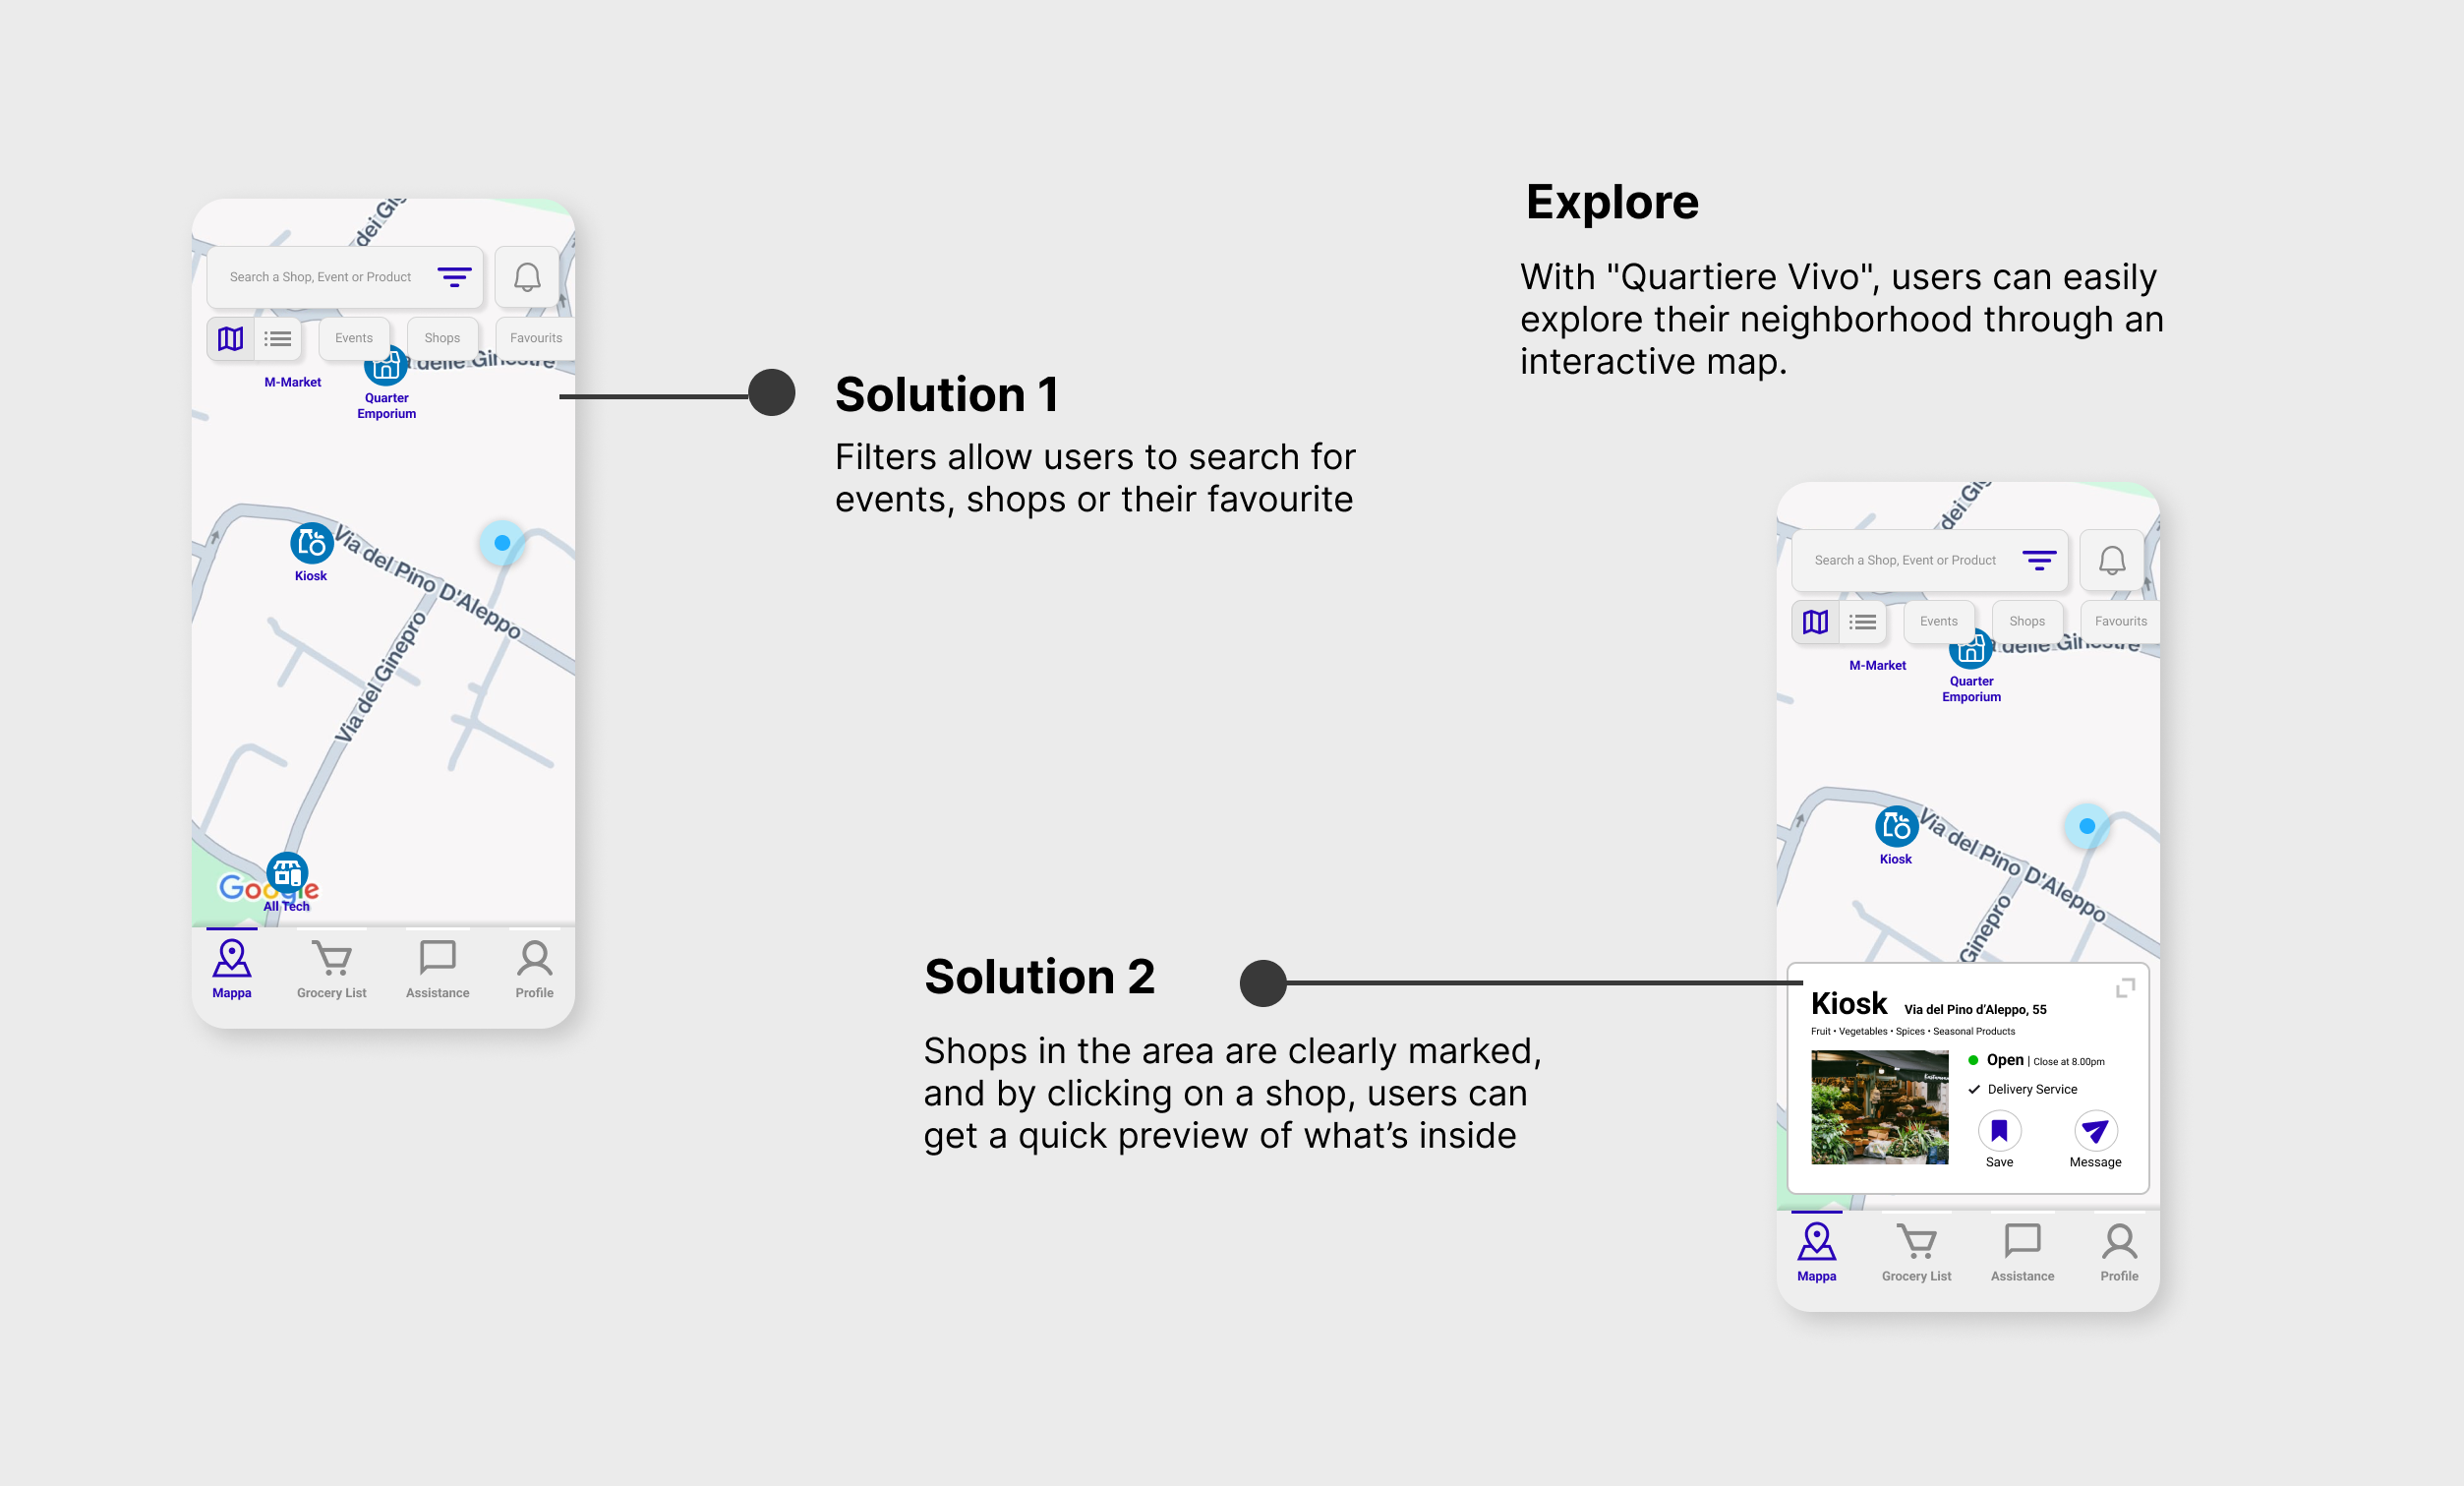 dei Gig
Search a Shop, Event or Product
Events
Shops
Favourits
a delle Ginestre
M-Market
Quarter
Emporium
Kiosk
Via del Pino D'Aleppo
Via del Ginepro
Google
All Tech
Mappa
Grocery List
Assistance
Profile
Solution 1
Filters allow users to search for
events, shops or their favourite
Explore
With "Quartiere Vivo", users can easily
explore their neighborhood through an
interactive map.
Solution 2
Shops in the area are clearly marked,
and by clicking on a shop, users can
get a quick preview of what’s inside
dei Gig
Search a Shop, Event or Product
Events
Shops
Favourits
a delle Ginestre
M-Market
Quarter
Emporium
Kiosk
Via del Pino D'Aleppo
Ginepro
Kiosk Via del Pino d’Aleppo, 55
Fruit • Vegetables • Spices • Seasonal Products
Open | Close at 8.00pm
Delivery Service
Save
Message
Mappa
Grocery List
Assistance
Profile